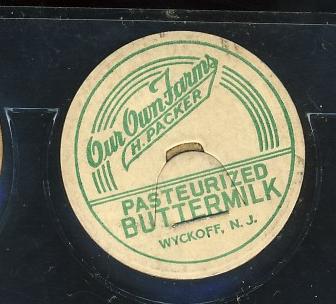 Our Own Farms
H. PACKER
PASTEURIZED
BUTTERMILK
WYCKOFF, N. J.